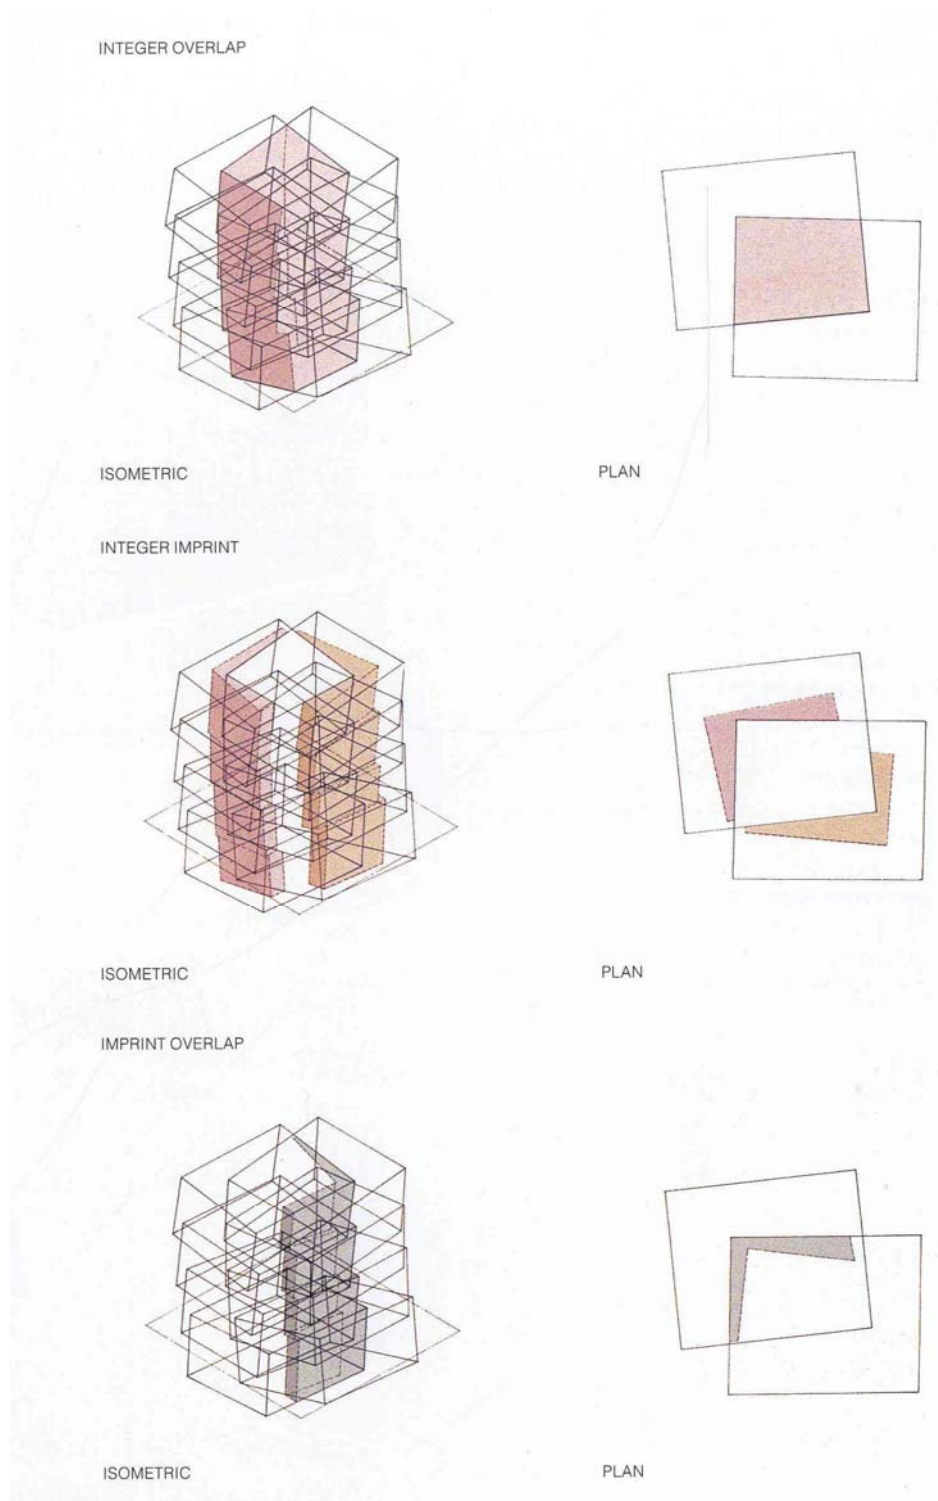 INTEGER OVERLAP
ISOMETRIC
PLAN
INTEGER IMPRINT
ISOMETRIC
PLAN
IMPRINT OVERLAP
ISOMETRIC
PLAN